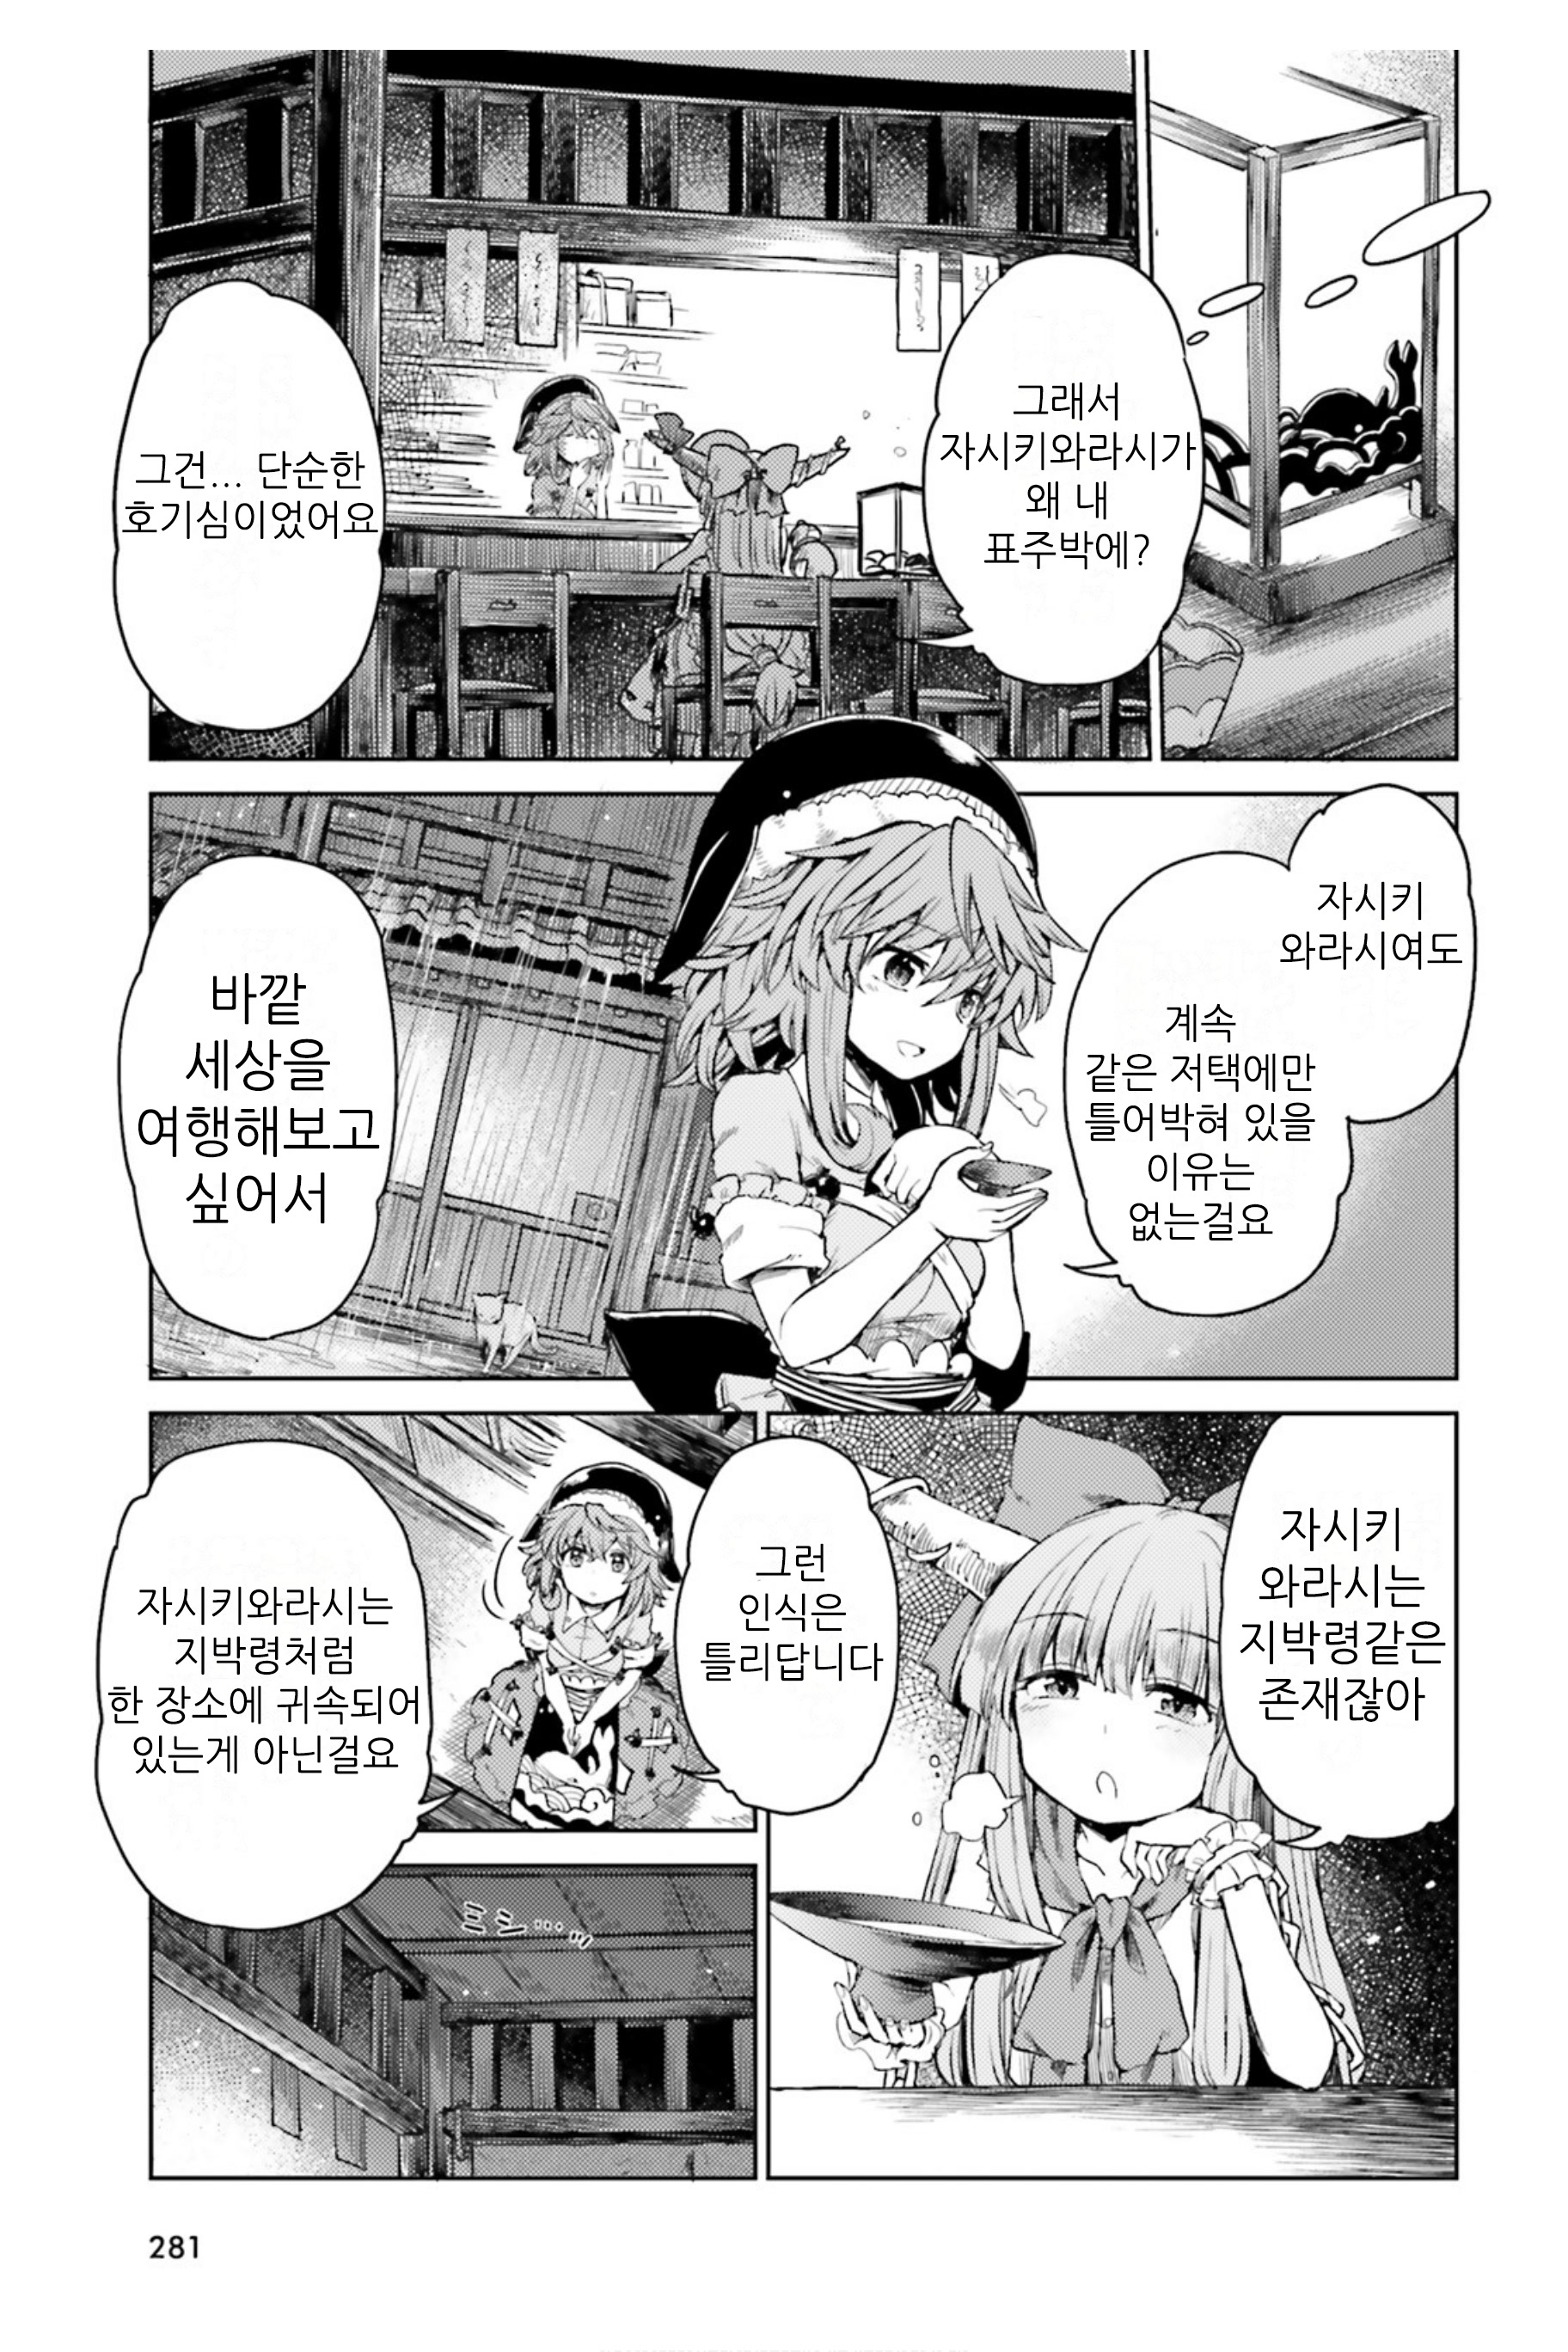 그래서
자시키와라시가
왜 내
표주박에?
그건... 단순한
호기심이었어요
자시키
와라시여도
계속
같은 저택에만
틀어박혀 있을
이유는
없는걸요
바깥
세상을
여행해보고
싶어서
자시키
와라시는
지박령같은
존재잖아
그런
인식은
틀리답니다
자시키와라시는
지박령처럼
한 장소에 귀속되어
있는게 아닌걸요
ミシ…ッ
281